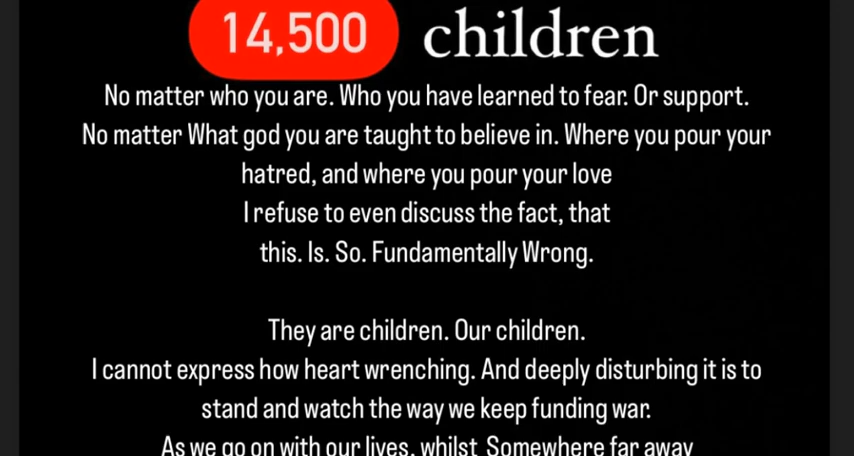 14,500 children
No matter who you are. Who you have learned to fear. Or support.
No matter What god you are taught to believe in. Where you pour your
hatred, and where you pour your love
I refuse to even discuss the fact, that
this. Is. So. Fundamentally Wrong.
They are children. Our children.
I cannot express how heart wrenching. And deeply disturbing it is to
stand and watch the way we keep funding war.
As we go on with our lives, whilst Somewhere far away